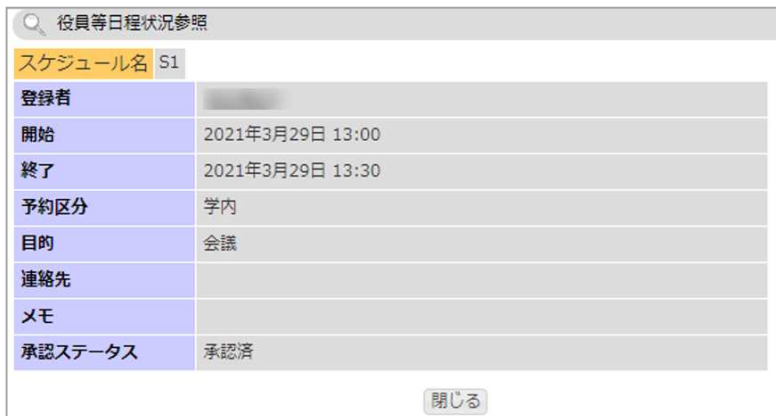 役員等日程状況参照
スケジュール名 S1
登録者
開始 2021年3月29日 13:00
終了 2021年3月29日 13:30
予約区分 学内
目的 会議
連絡先
メモ
承認ステータス 承認済
閉じる